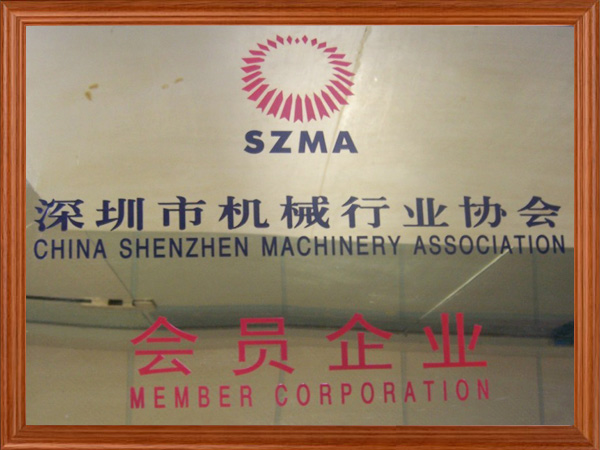 SZMA
深圳市机械行业协会
CHINA SHENZHEN MACHINERY ASSOCIATION
会员企业
MEMBER CORPORATION